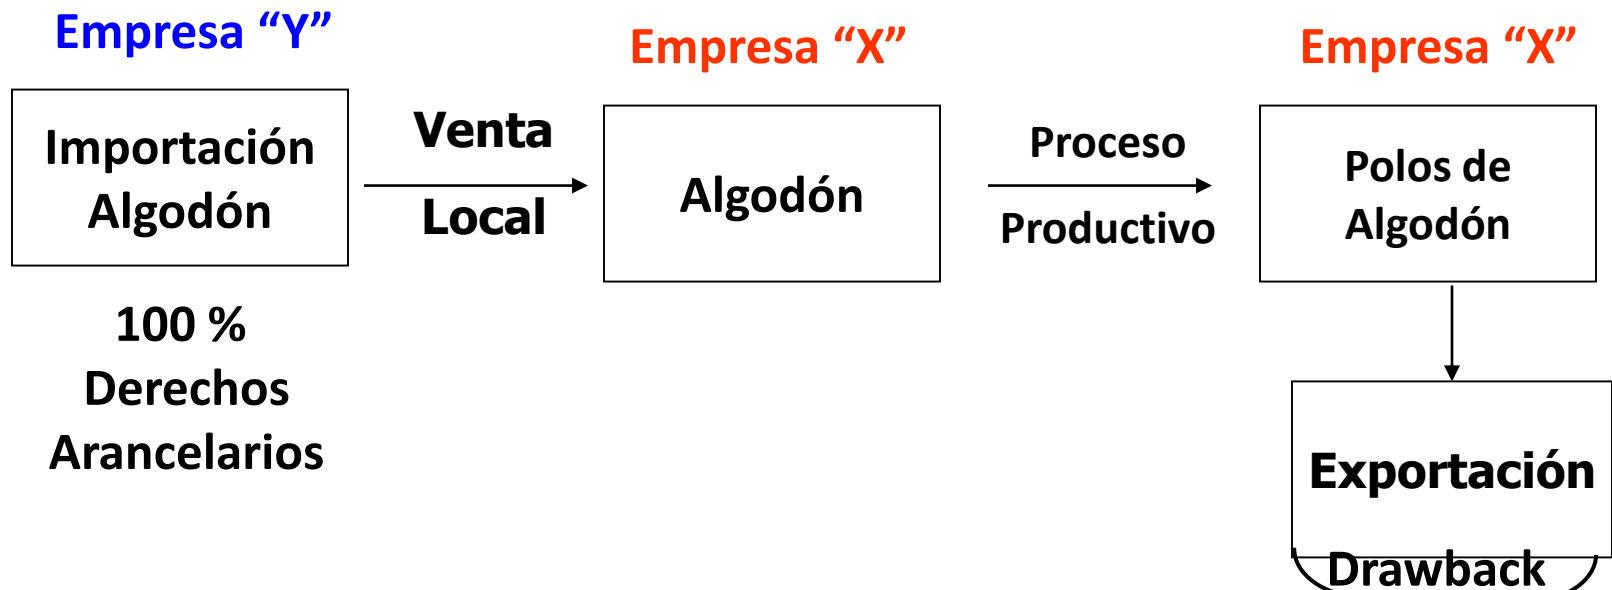 Empresa “Y”
Importación
Algodón
100 %
Derechos
Arancelarios
Venta
Local
Empresa “X”
Algodón
Proceso
Productivo
Empresa “X”
Polos de
Algodón
Exportación
Drawback